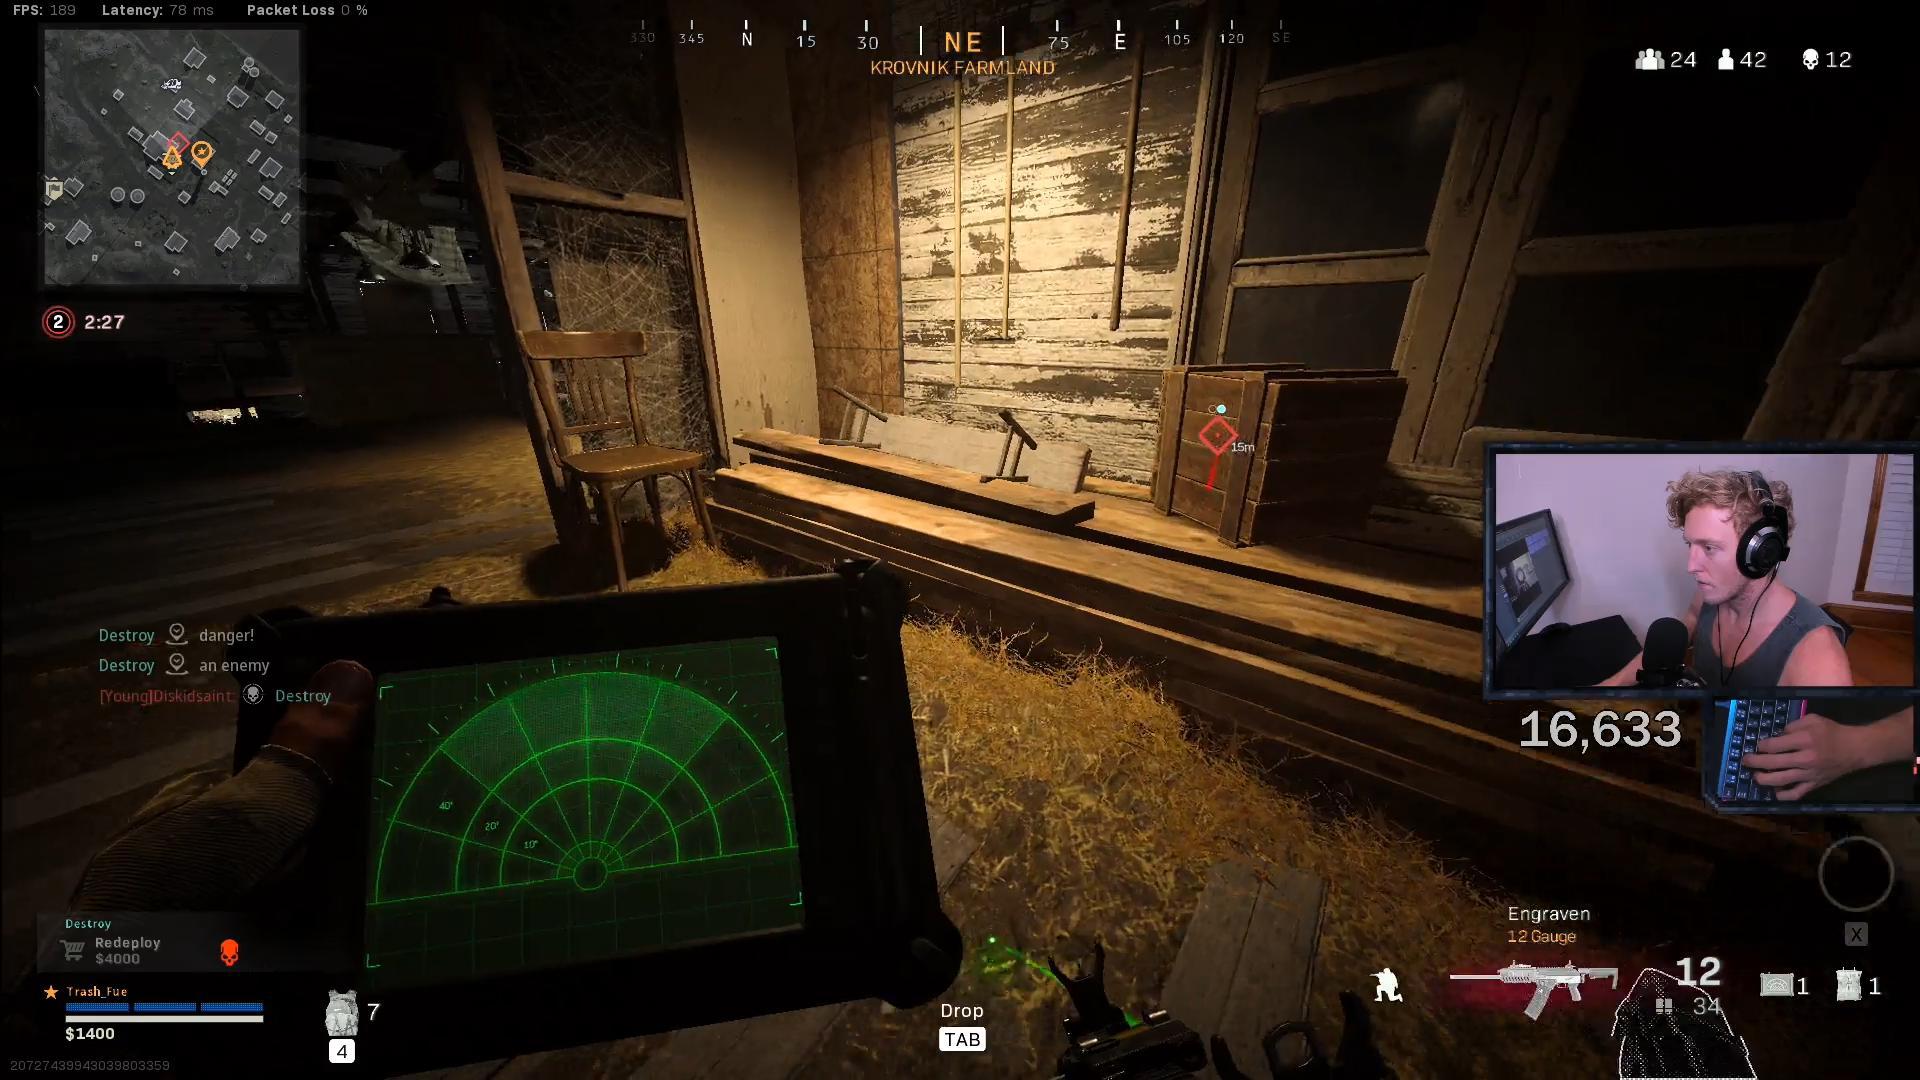 FPS: 189 Latency: 78 ms Packet Loss 0 %
330 345 N 15 30 NE 75 E 105 120 SE
KROVNIK FARMLAND
24 42 12
2 2:27
15m
Destroy danger!
Destroy an enemy
[Young]Diskidsaint: Destroy
16,633
40°
20°
10°
Destroy
Redeploy
$4000
Trash_Fue
$1400
7
4
Drop
TAB
Engraven
12 Gauge
X
12
34
1
1
20727439943039803359